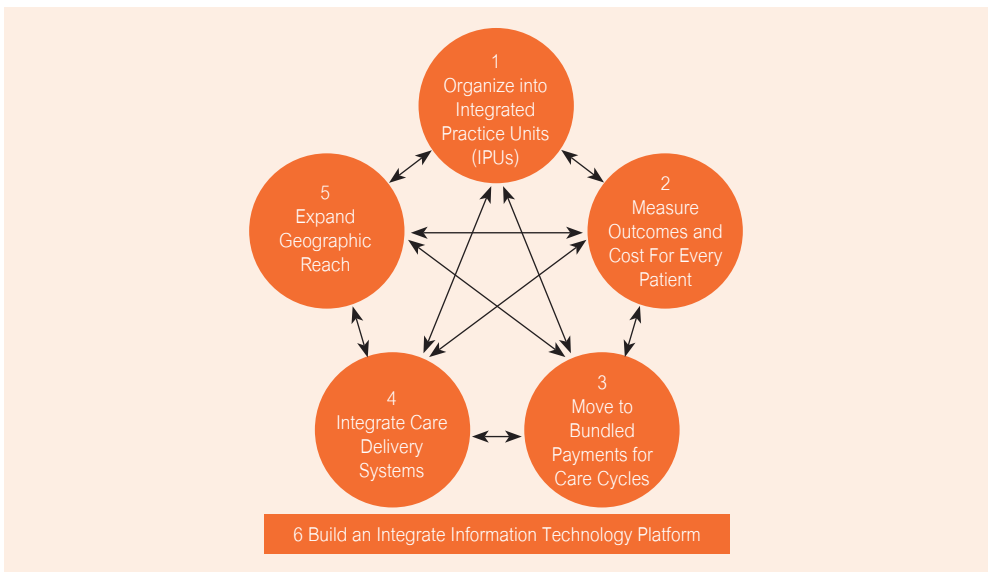 1
Organize into
Integrated
Practice Units
(IPUs)
2
Measure
Outcomes and
Cost For Every
Patient
3
Move to
Bundled
Payments for
Care Cycles
4
Integrate Care
Delivery
Systems
5
Expand
Geographic
Reach
6 Build an Integrate Information Technology Platform